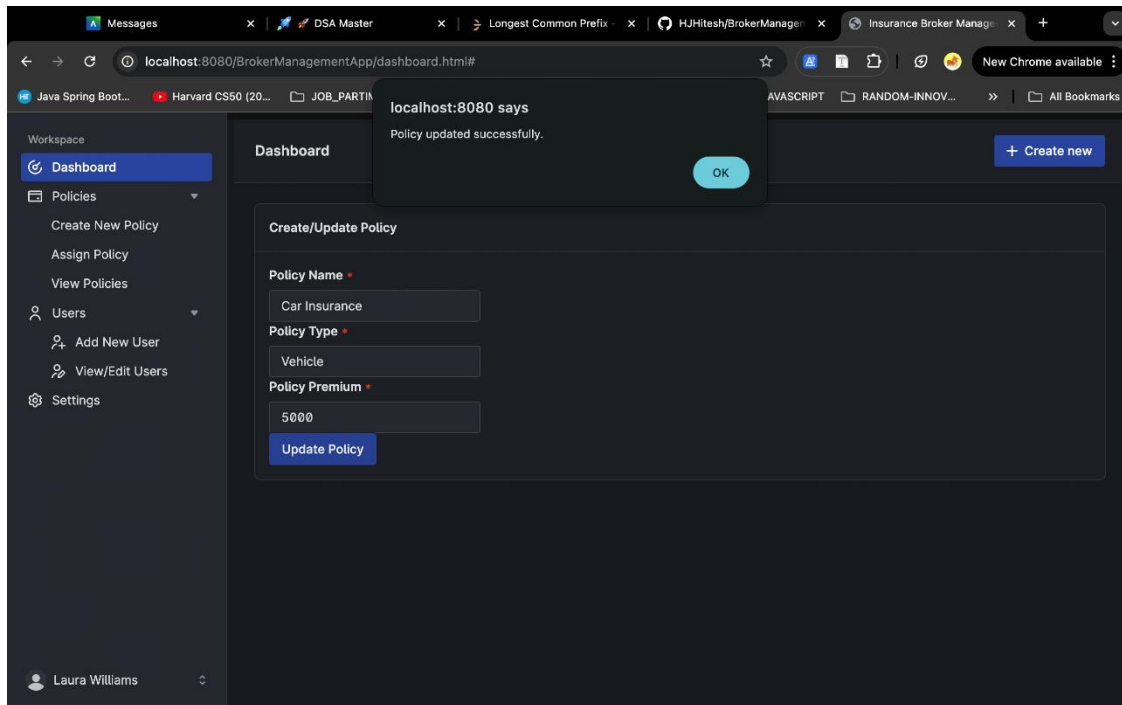 Messages
DSA Master
Longest Common Prefix -
HJHitesh/BrokerManagen
Insurance Broker Manage
localhost:8080/BrokerManagementApp/dashboard.html#
New Chrome available
Java Spring Boot...
Harvard CS50 (20...
JOB_PARTIN
AVASCRIPT
RANDOM-INNOV...
» All Bookmarks
localhost:8080 says
Policy updated successfully.
OK
Workspace
Dashboard
Policies
Create New Policy
Assign Policy
View Policies
Users
Add New User
View/Edit Users
Settings
Laura Williams
Dashboard
+ Create new
Create/Update Policy
Policy Name *
Car Insurance
Policy Type *
Vehicle
Policy Premium *
5000
Update Policy